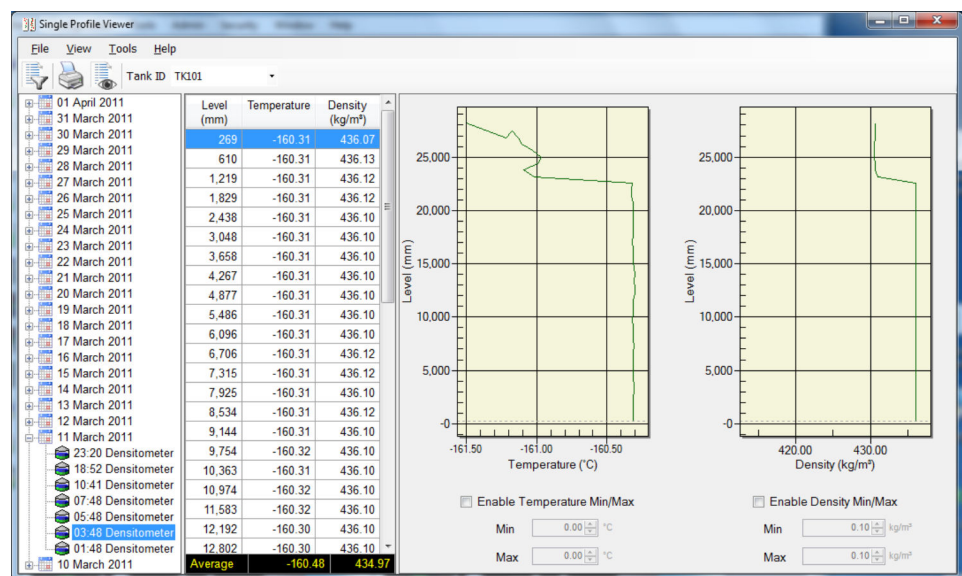 Single Profile Viewer
File View Tools Help
Tank ID TK101
01 April 2011
31 March 2011
30 March 2011
29 March 2011
28 March 2011
27 March 2011
26 March 2011
25 March 2011
24 March 2011
23 March 2011
22 March 2011
21 March 2011
20 March 2011
19 March 2011
18 March 2011
17 March 2011
16 March 2011
15 March 2011
14 March 2011
13 March 2011
12 March 2011
11 March 2011
23:20 Densitometer
18:52 Densitometer
10:41 Densitometer
07:48 Densitometer
05:48 Densitometer
03:48 Densitometer
01:48 Densitometer
10 March 2011
Level (mm) Temperature Density (kg/m³)
269 -160.31 436.07
610 -160.31 436.13
1,219 -160.31 436.12
1,829 -160.31 436.12
2,438 -160.31 436.10
3,048 -160.31 436.10
3,658 -160.31 436.10
4,267 -160.31 436.10
4,877 -160.31 436.10
5,486 -160.31 436.10
6,096 -160.31 436.10
6,706 -160.31 436.12
7,315 -160.31 436.12
7,925 -160.31 436.10
8,534 -160.31 436.12
9,144 -160.31 436.10
9,754 -160.32 436.10
10,363 -160.31 436.10
10,974 -160.32 436.10
11,583 -160.32 436.10
12,192 -160.30 436.10
12,802 -160.30 436.10
Average -160.48 434.97
Level (mm)
25,000
20,000
15,000
10,000
5,000
-0
-161.50 -161.00 -160.50
Temperature (°C)
Enable Temperature Min/Max
Min 0.00 °C
Max 0.00 °C
Level (mm)
25,000
20,000
15,000
10,000
5,000
-0
420.00 430.00
Density (kg/m³)
Enable Density Min/Max
Min 0.10 kg/m³
Max 0.10 kg/m³